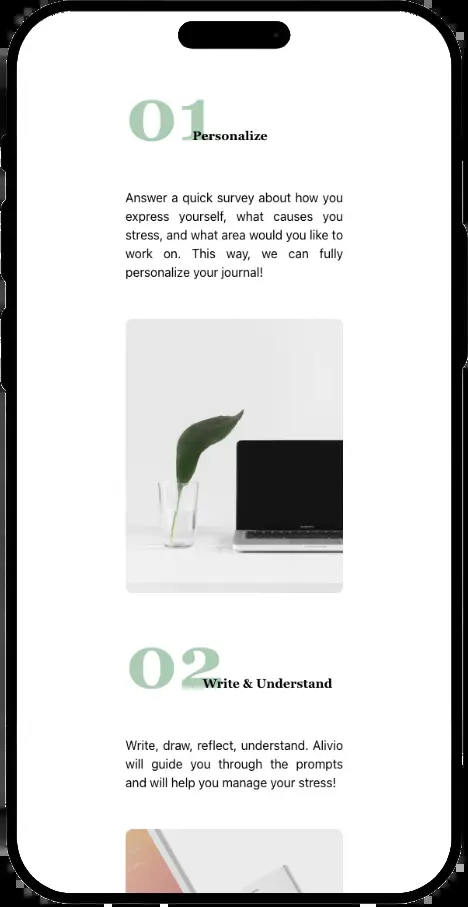 01
Personalize
Answer a quick survey about how you
express yourself, what causes you
stress, and what area would you like to
work on. This way, we can fully
personalize your journal!
02
Write & Understand
Write, draw, reflect, understand. Alivio
will guide you through the prompts
and will help you manage your stress!